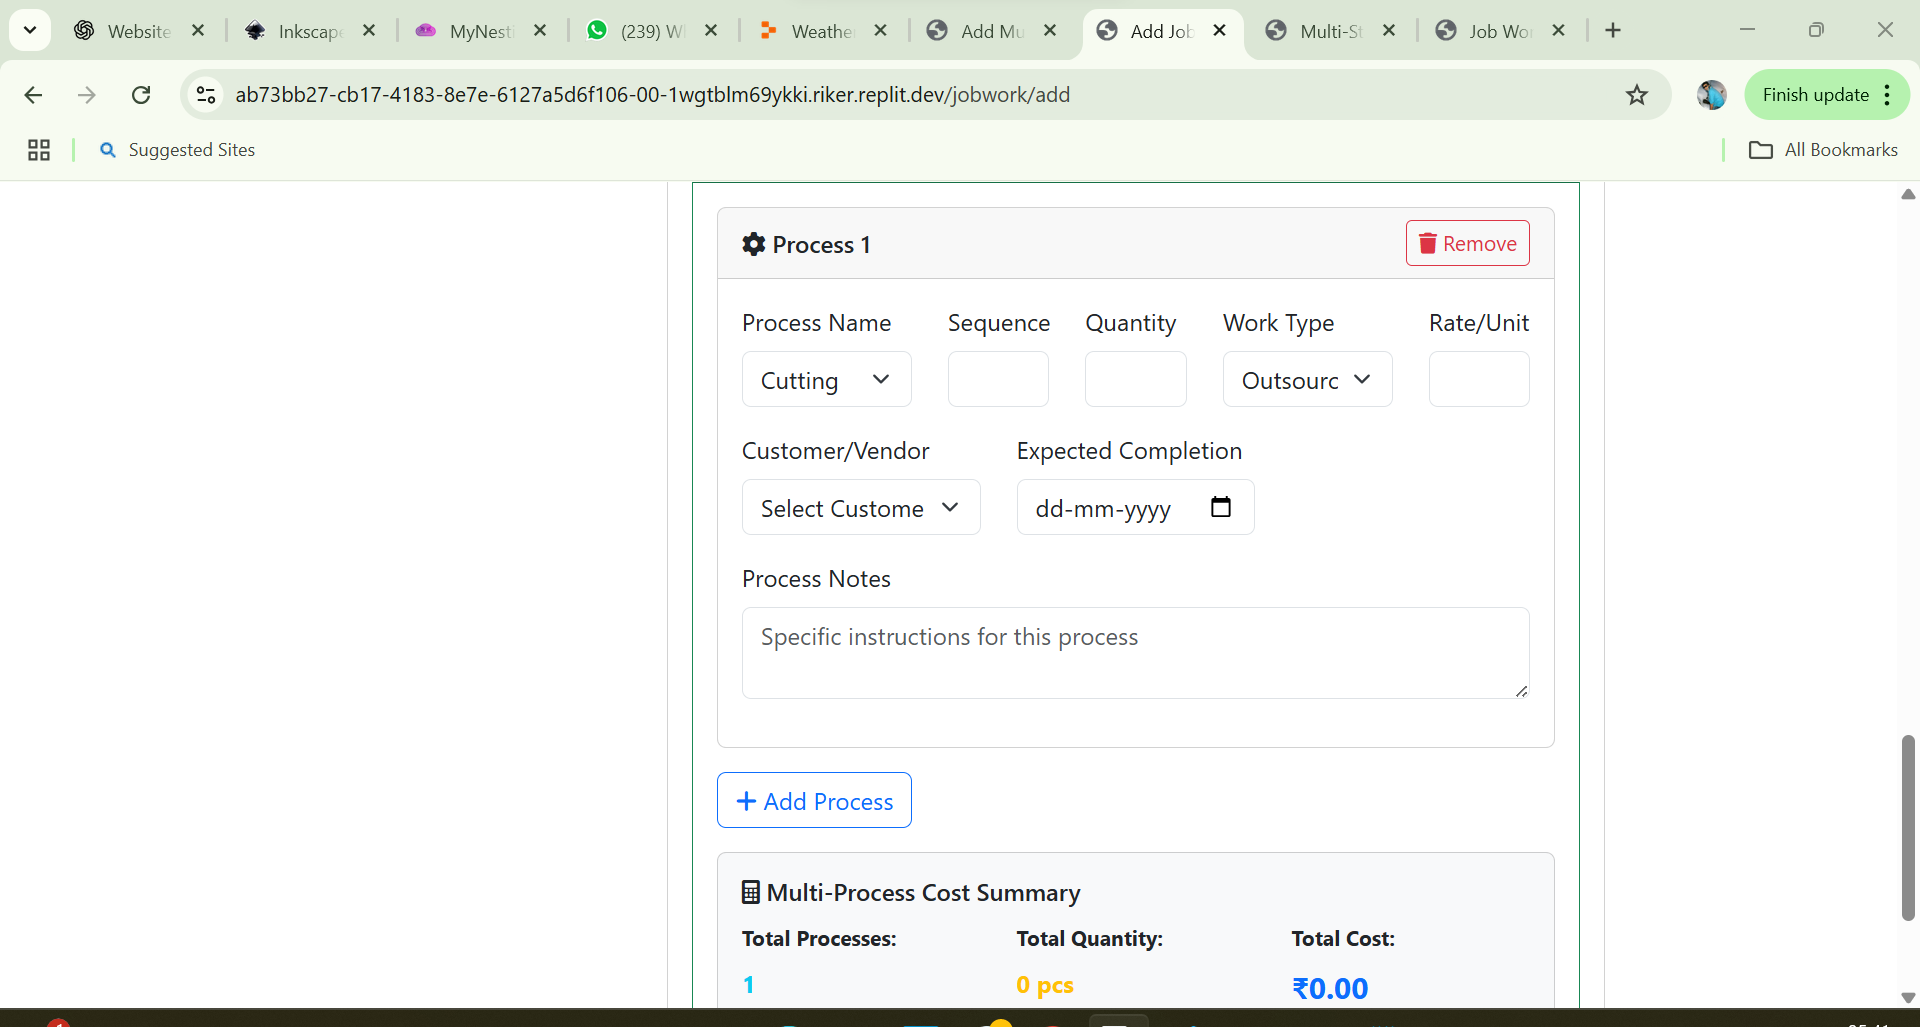 Website
Inkscape
MyNesti
(239) W
Weather
Add Mu
Add Job
Multi-St
Job Wor
ab73bb27-cb17-4183-8e7e-6127a5d6f106-00-1wgtblm69ykki.riker.replit.dev/jobwork/add
Finish update
Suggested Sites
All Bookmarks
Process 1
Remove
Process Name
Sequence
Quantity
Work Type
Rate/Unit
Cutting
Outsourc
Customer/Vendor
Expected Completion
Select Custome
dd-mm-yyyy
Process Notes
Specific instructions for this process
Add Process
Multi-Process Cost Summary
Total Processes:
Total Quantity:
Total Cost:
1
0 pcs
₹0.00